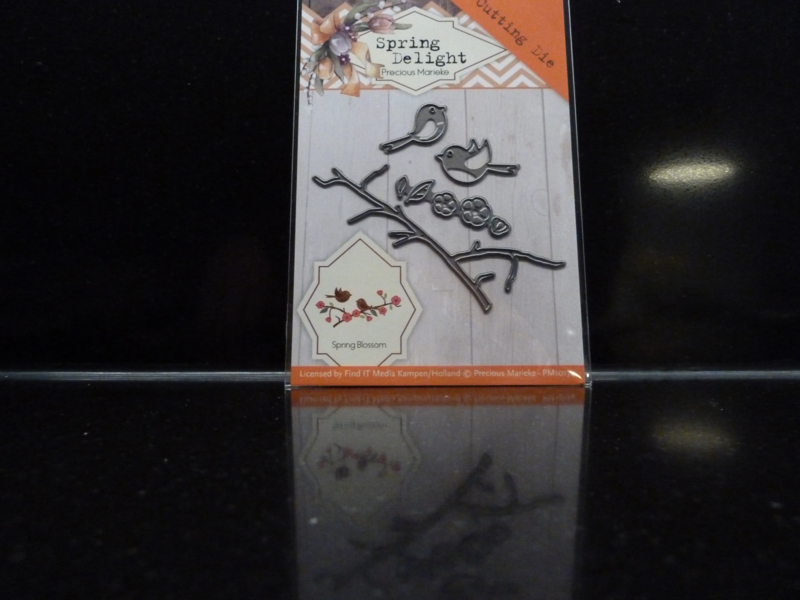 Cutting Die
Spring
Delight
Precious Marieke
Spring Blossom
Licensed by Find IT Media Kampen/Holland © Precious Marieke -